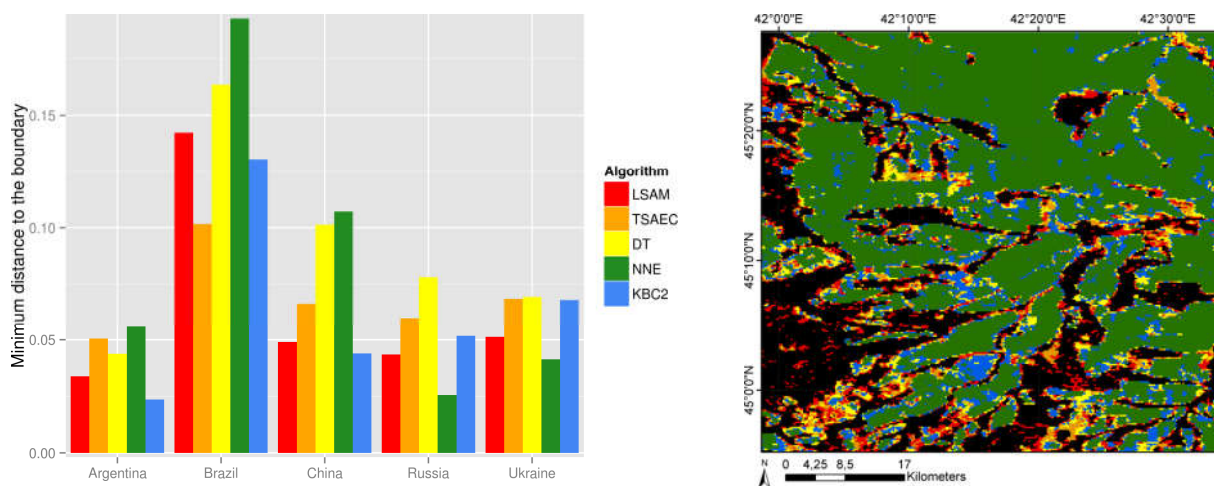 Minimum distance to the boundary
0.15
0.10
0.05
0.00
Argentina Brazil China Russia Ukraine
Algorithm
LSAM
TSAEC
DT
NNE
KBC2
42°0'0"E 42°10'0"E 42°20'0"E 42°30'0"E
45°20'0"N
45°10'0"N
45°0'0"N
N
0 4,25 8,5 17
Kilometers